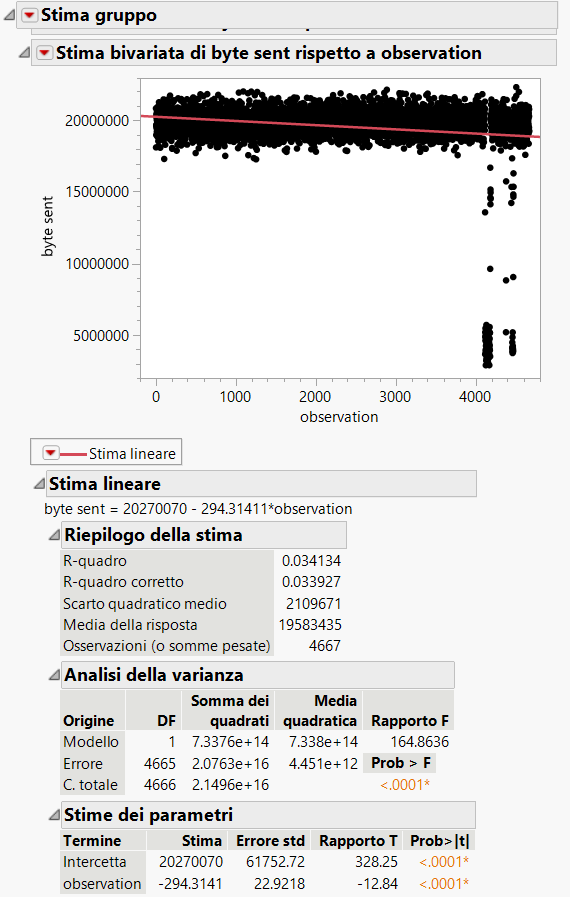 Stima gruppo
Stima bivariata di byte sent rispetto a observation
20000000
15000000
10000000
5000000
byte sent
0 1000 2000 3000 4000
observation
Stima lineare
Stima lineare
byte sent = 20270070 - 294.31411*observation
Riepilogo della stima
R-quadro 0.034134
R-quadro corretto 0.033927
Scarto quadratico medio 2109671
Media della risposta 19583435
Osservazioni (o somme pesate) 4667
Analisi della varianza
Somma dei Media
Origine DF quadrati quadratica Rapporto F
Modello 1 7.3376e+14 7.338e+14 164.8636
Errore 4665 2.0763e+16 4.451e+12 Prob > F
C. totale 4666 2.1496e+16 <.0001*
Stime dei parametri
Termine Stima Errore std Rapporto T Prob>|t|
Intercetta 20270070 61752.72 328.25 <.0001*
observation -294.3141 22.9218 -12.84 <.0001*